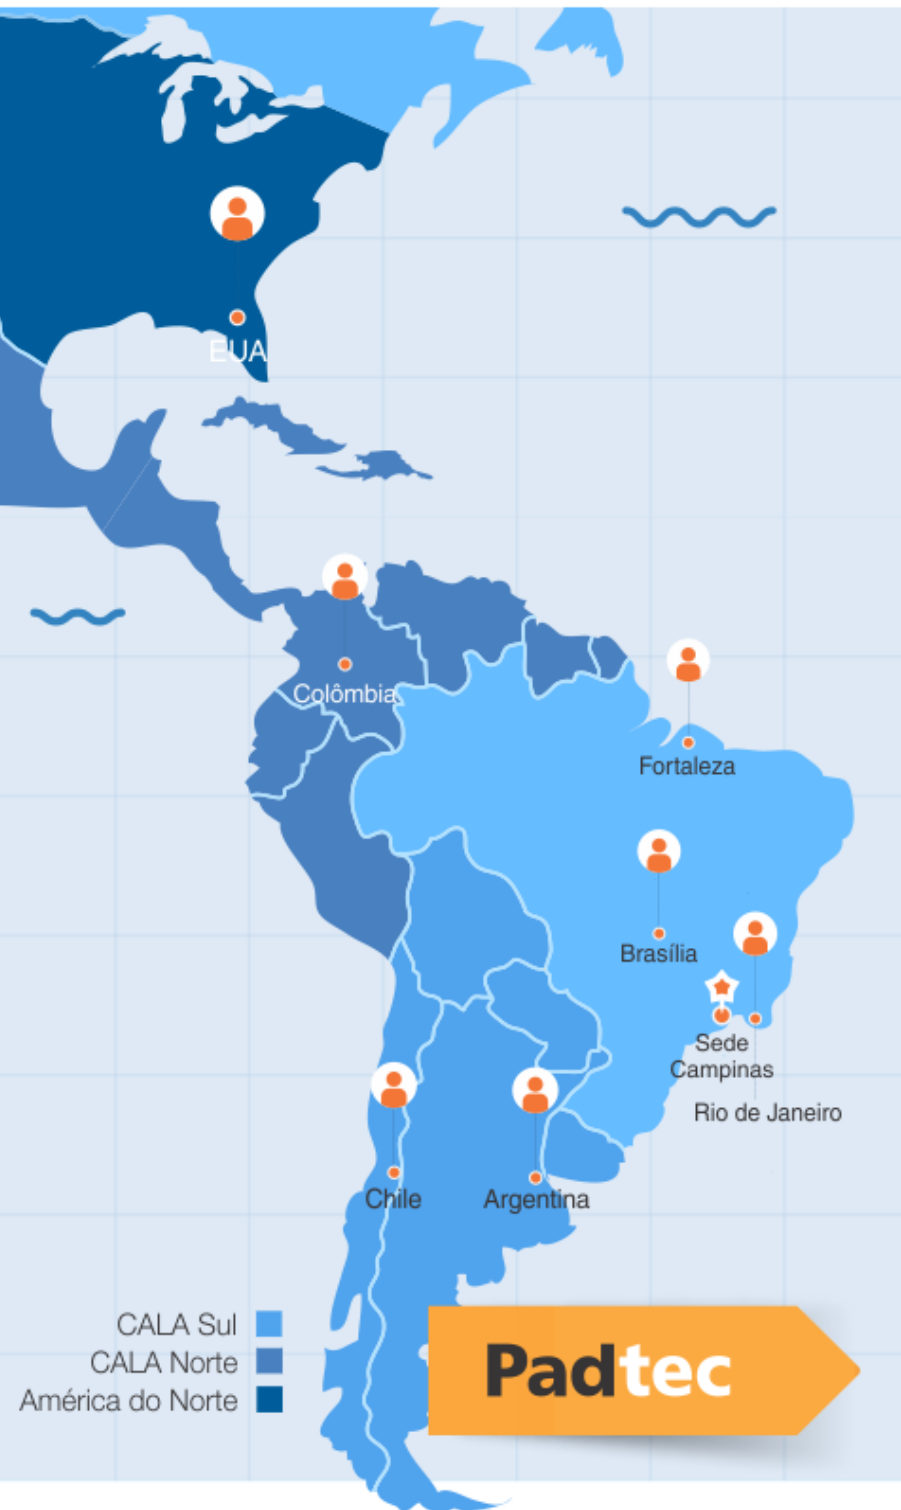 EUA
Colômbia
Fortaleza
Brasília
Sede
Campinas
Rio de Janeiro
Chile
Argentina
CALA Sul
CALA Norte
América do Norte
Padtec